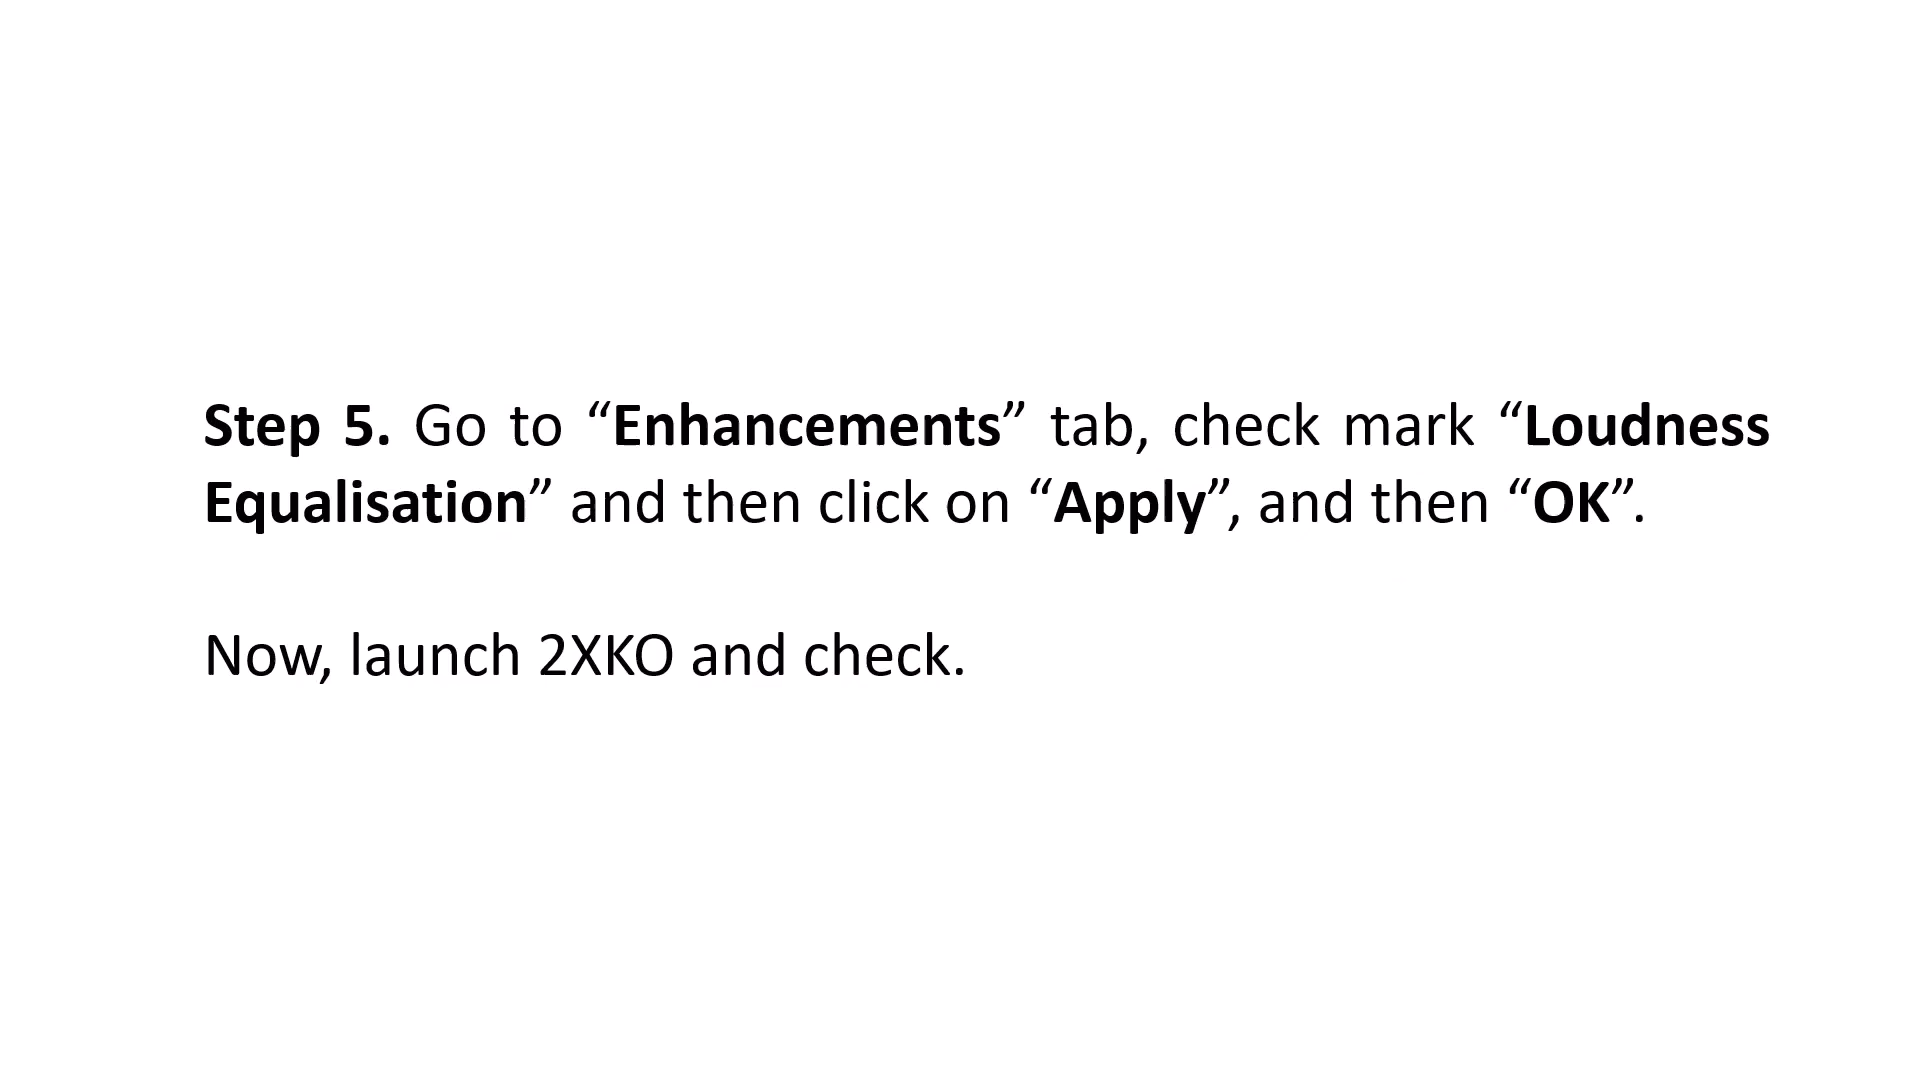 Step 5. Go to “Enhancements” tab, check mark “Loudness
Equalisation” and then click on “Apply”, and then “OK”.
Now, launch 2XKO and check.